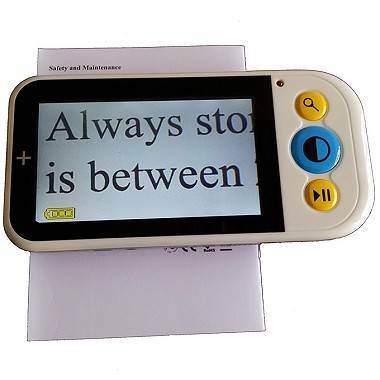 Safety and Maintenance
Always sto
is between